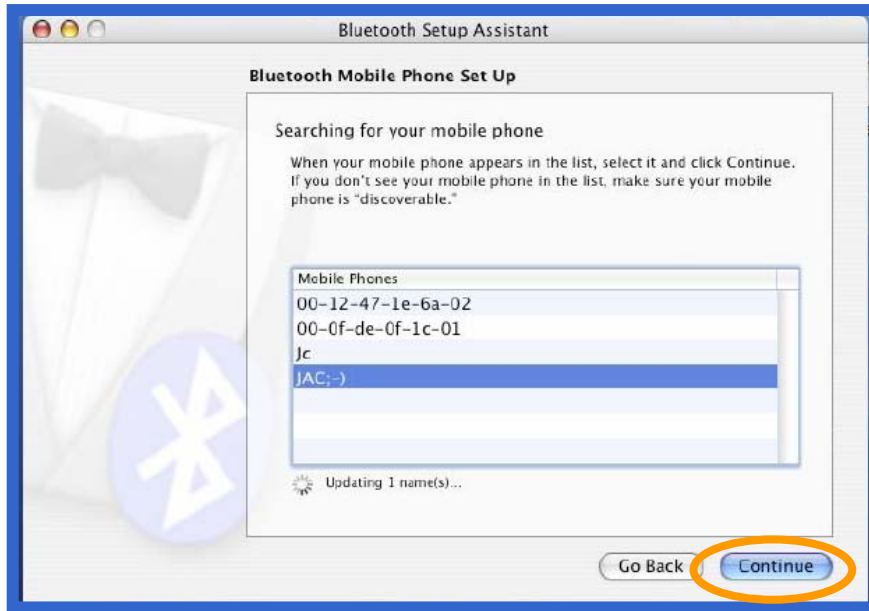 Bluetooth Setup Assistant
Bluetooth Mobile Phone Set Up
Searching for your mobile phone
When your mobile phone appears in the list, select it and click Continue.
If you don't see your mobile phone in the list, make sure your mobile
phone is "discoverable."
Mobile Phones
00-12-47-1e-6a-02
00-0f-de-0f-1c-01
Jc
JAC;-)
Updating 1 name(s)...
Go Back Continue